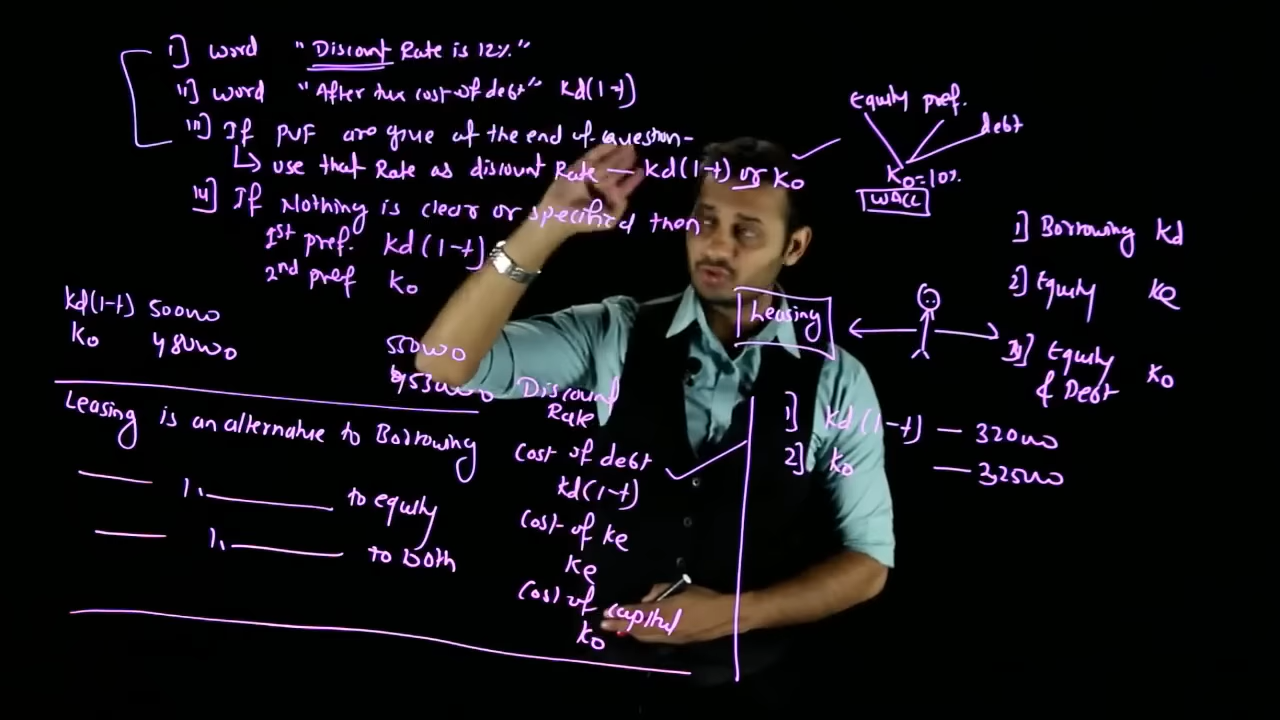 i] word "Discount Rate is 12%."
ii] word "After tax cost of debt" kd(1-t)
iii] If PVF are give at the end of question-
↳ use that Rate as discount Rate — kd(1-t) or ko
iv] If Nothing is clear or specified then
1st pref. kd(1-t)
2nd pref ko
kd(1-t) 50000
ko 48000
Equity pref. debt
ko=10%
WACC
1] Borrowing kd
2] Equity ke
3] Equity & Debt ko
Leasing
Leasing is an alternative to Borrowing
— 1, — to equity
— 1, — to both
Discount
Rate
cost of debt
kd(1-t)
cost of ke
ke
cost of capital
ko
1] kd(1-t) — 32000
2] ko — 32500